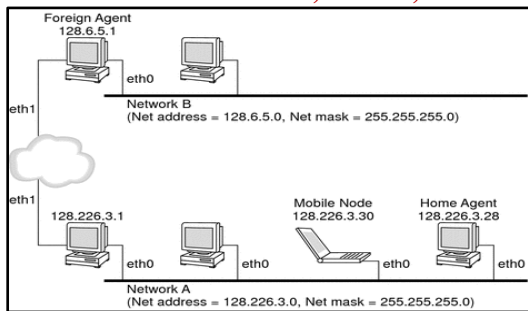 Foreign Agent
128.6.5.1
eth0
eth1
Network B
(Net address = 128.6.5.0, Net mask = 255.255.255.0)
eth1
128.226.3.1
Mobile Node
128.226.3.30
Home Agent
128.226.3.28
eth0
eth0
eth0
eth0
Network A
(Net address = 128.226.3.0, Net mask = 255.255.255.0)